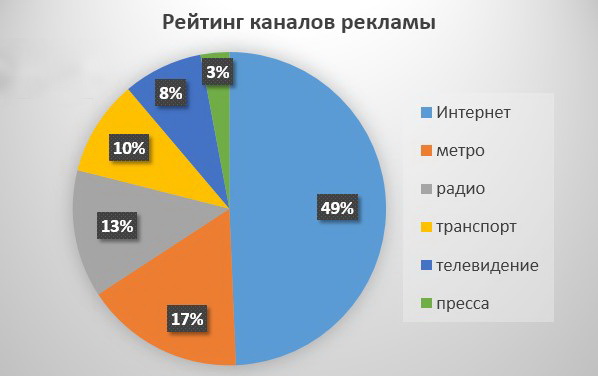 Рейтинг каналов рекламы
3%
8%
10%
13%
17%
49%
Интернет
метро
радио
транспорт
телевидение
пресса